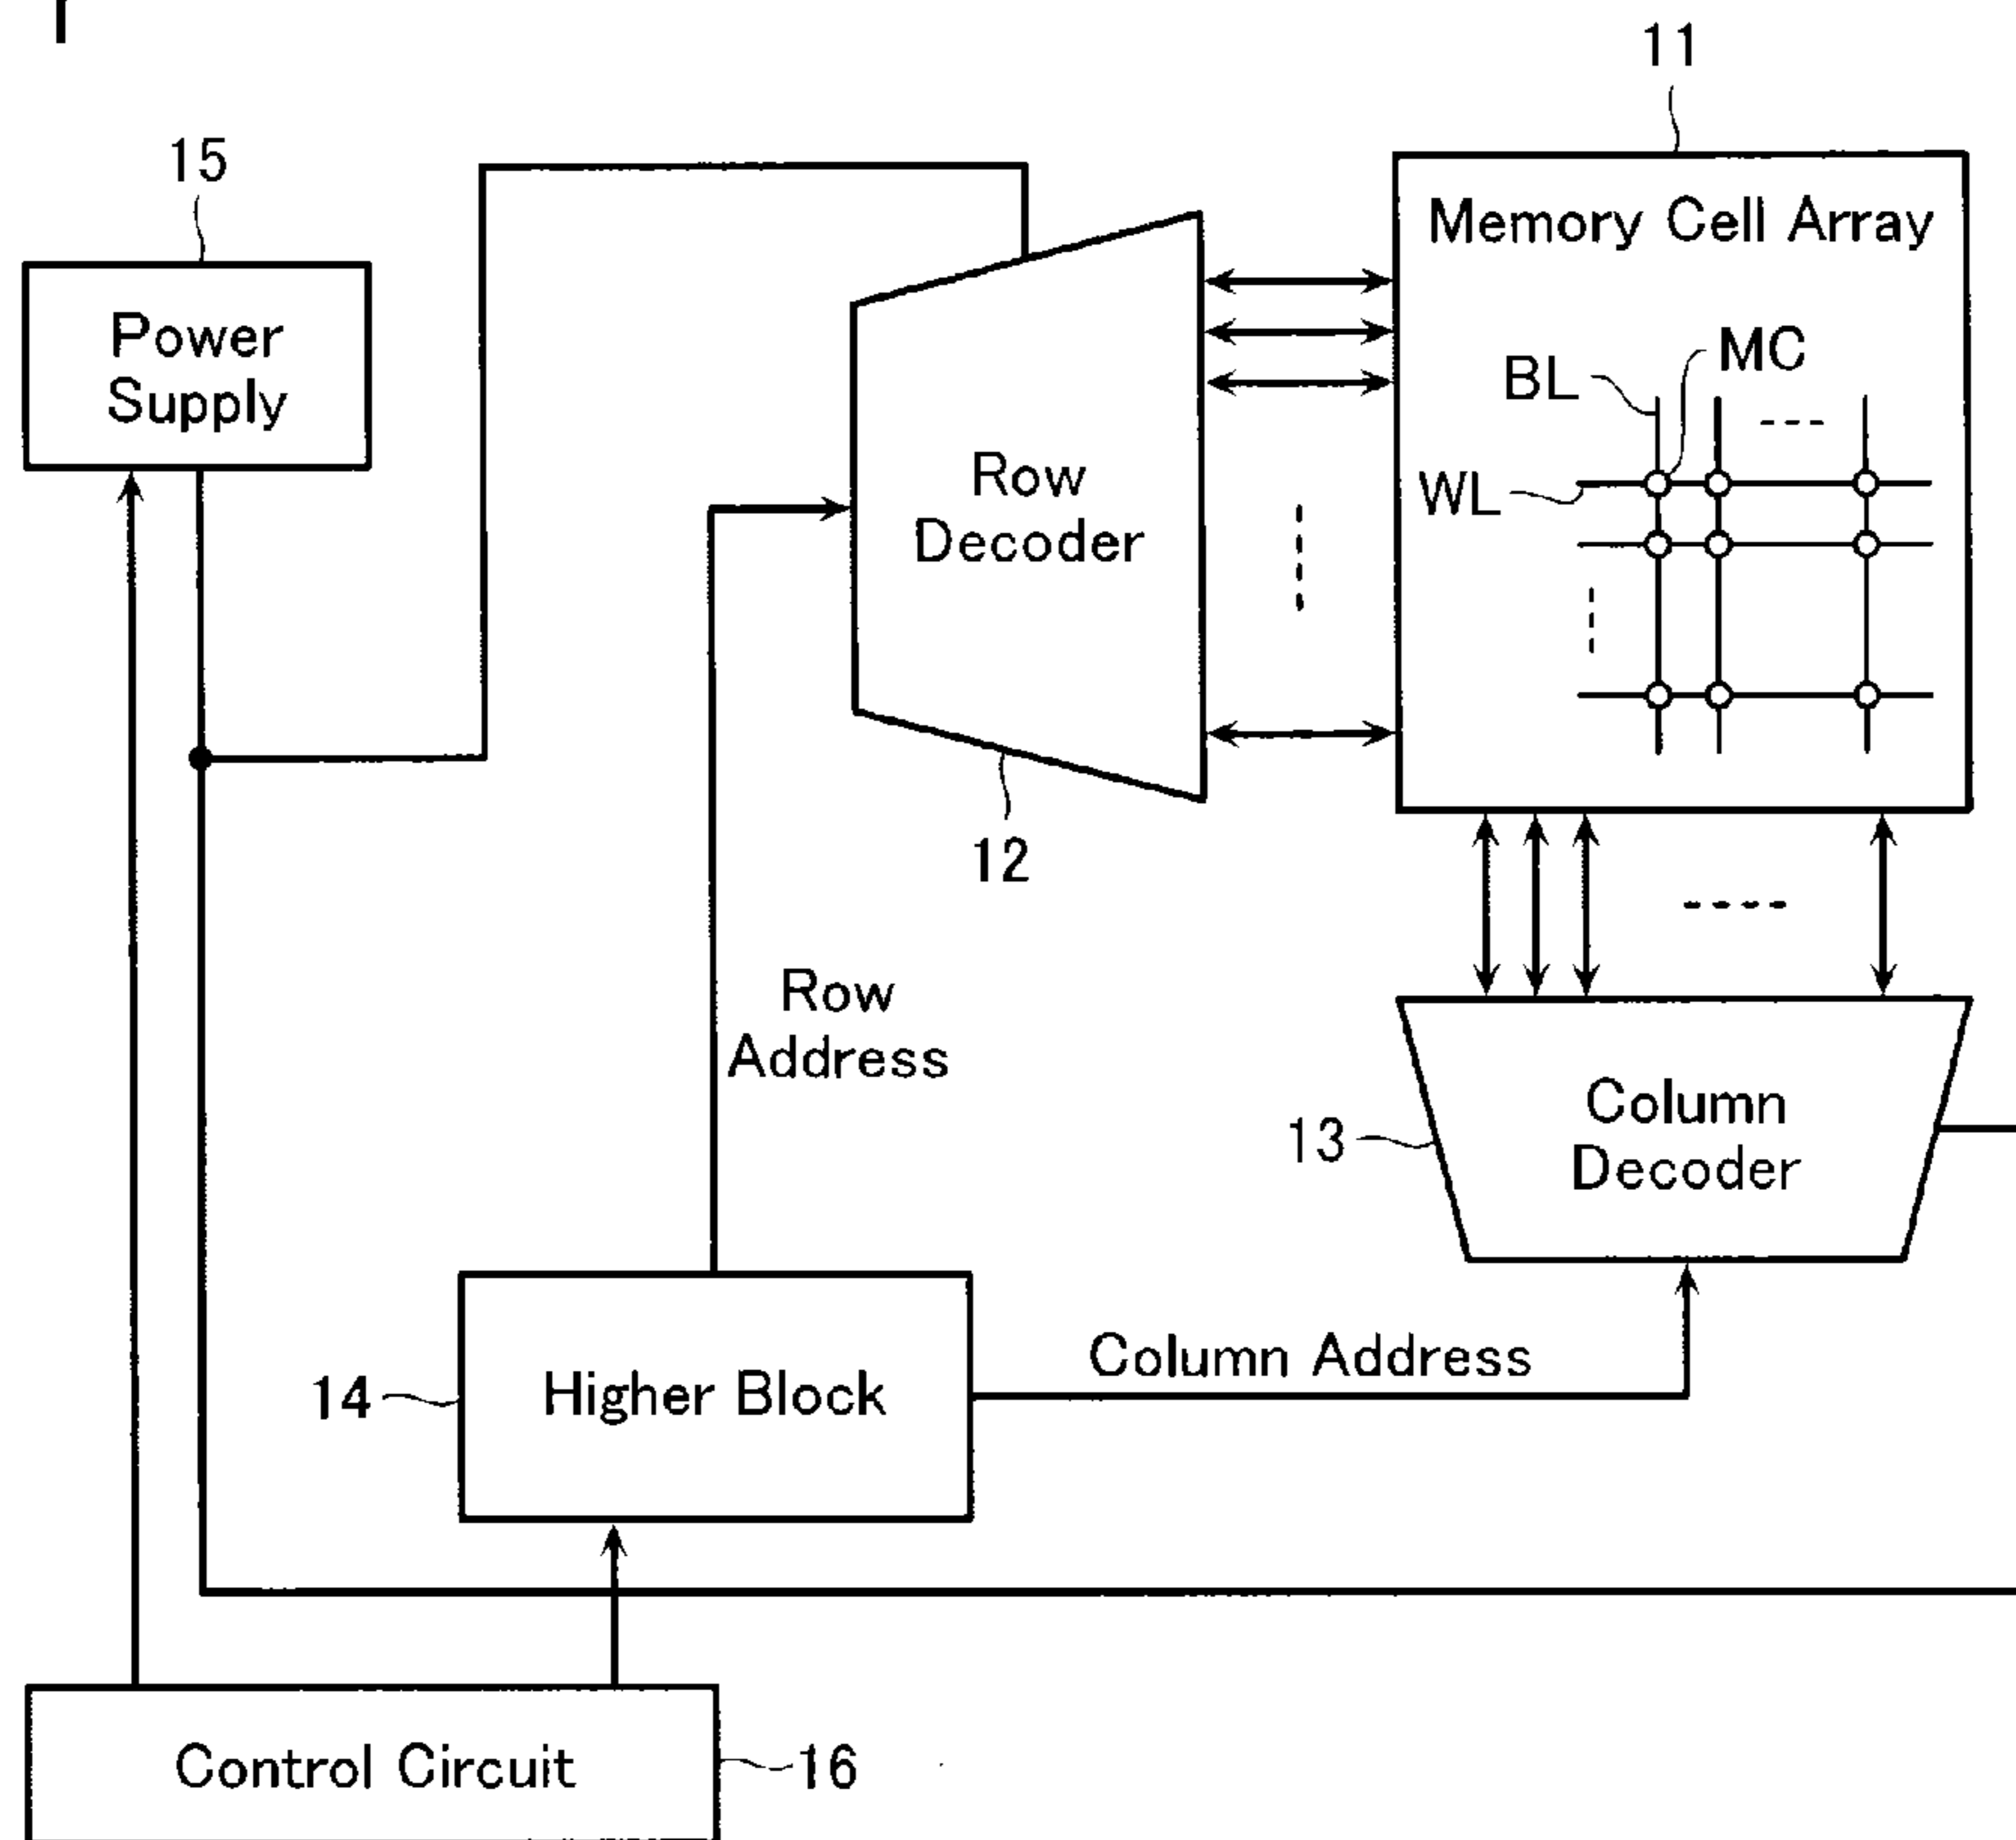 11
15
Memory Cell Array
Power
Supply
MC
BL
WL
Row
Decoder
12
Row
Address
Column
Decoder
13
Column Address
14
Higher Block
Control Circuit
16